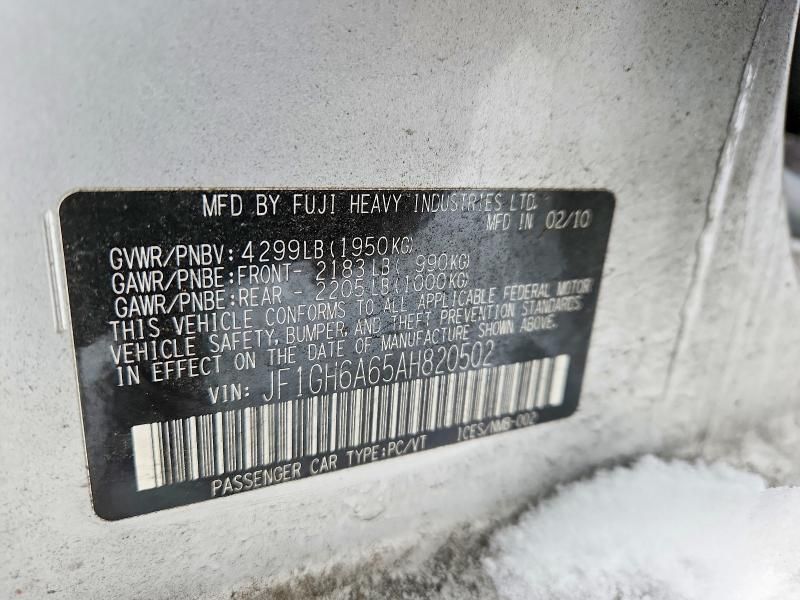 MFD BY FUJI HEAVY INDUSTRIES LTD.
MFD IN 02/10
GVWR/PNBV: 4299LB(1950KG)
GAWR/PNBE:FRONT- 2183LB( 990KG)
GAWR/PNBE:REAR - 2205LB(1000KG)
THIS VEHICLE CONFORMS TO ALL APPLICABLE FEDERAL MOTOR
VEHICLE SAFETY, BUMPER, AND THEFT PREVENTION STANDARDS
IN EFFECT ON THE DATE OF MANUFACTURE SHOWN ABOVE.
VIN: JF1GH6A65AH820502
PASSENGER CAR TYPE:PC/VT ICES/NMB-002